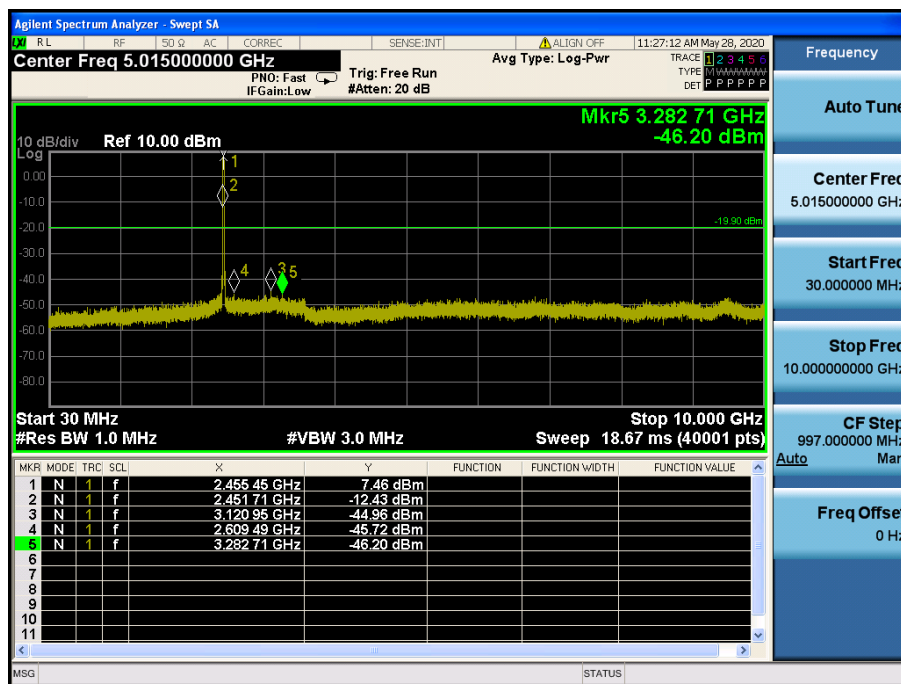 Agilent Spectrum Analyzer - Swept SA
LXI RL RF 50 Ω AC CORREC SENSE:INT ALIGN OFF 11:27:12 AM May 28, 2020
Center Freq 5.015000000 GHz
PNO: Fast
IFGain:Low
Trig: Free Run
#Atten: 20 dB
Avg Type: Log-Pwr
TRACE 1 2 3 4 5 6
TYPE M W W W W W
DET P P P P P P
Mkr5 3.282 71 GHz
-46.20 dBm
10 dB/div Ref 10.00 dBm
Log
0.00
-10.0
-20.0
-30.0
-40.0
-50.0
-60.0
-70.0
-80.0
1
2
4
3
5
-19.90 dBm
Start 30 MHz Stop 10.000 GHz
#Res BW 1.0 MHz #VBW 3.0 MHz Sweep 18.67 ms (40001 pts)
MKR MODE TRC SCL X Y FUNCTION FUNCTION WIDTH FUNCTION VALUE
1 N 1 f 2.455 45 GHz 7.46 dBm
2 N 1 f 2.451 71 GHz -12.43 dBm
3 N 1 f 3.120 95 GHz -44.96 dBm
4 N 1 f 2.609 49 GHz -45.72 dBm
5 N 1 f 3.282 71 GHz -46.20 dBm
6
7
8
9
10
11
MSG STATUS
Frequency
Auto Tune
Center Freq
5.015000000 GHz
Start Freq
30.000000 MHz
Stop Freq
10.000000000 GHz
CF Step
997.000000 MHz
Auto Man
Freq Offset
0 Hz